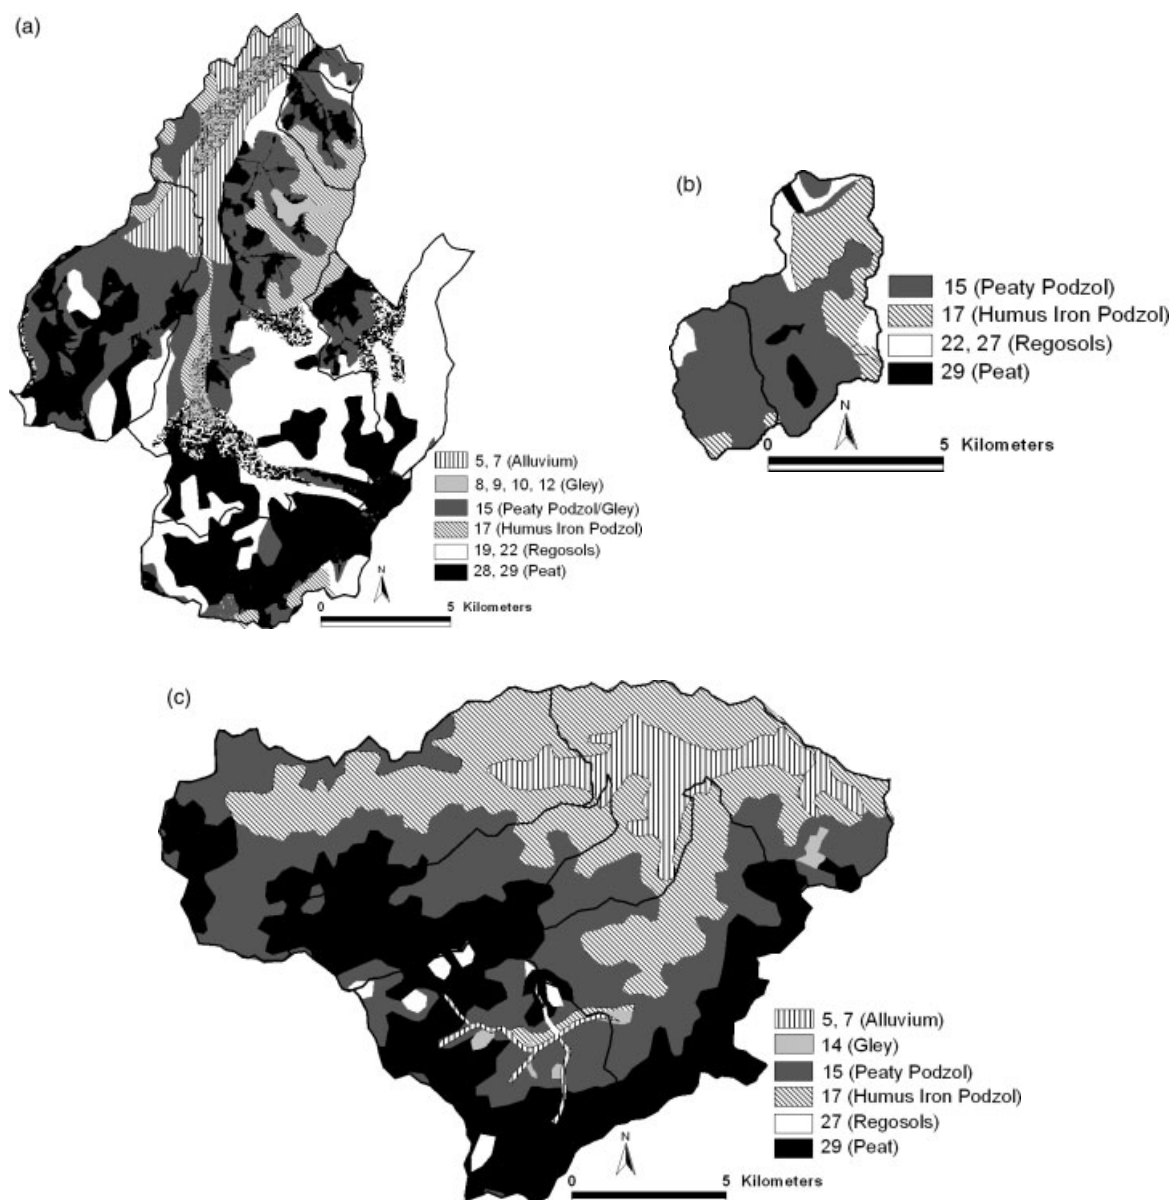 (a)
5, 7 (Alluvium)
8, 9, 10, 12 (Gley)
15 (Peaty Podzol/Gley)
17 (Humus Iron Podzol)
19, 22 (Regosols)
28, 29 (Peat)
N
0 5 Kilometers
(b)
15 (Peaty Podzol)
17 (Humus Iron Podzol)
22, 27 (Regosols)
29 (Peat)
N
0 5 Kilometers
(c)
5, 7 (Alluvium)
14 (Gley)
15 (Peaty Podzol)
17 (Humus Iron Podzol)
27 (Regosols)
29 (Peat)
N
0 5 Kilometers